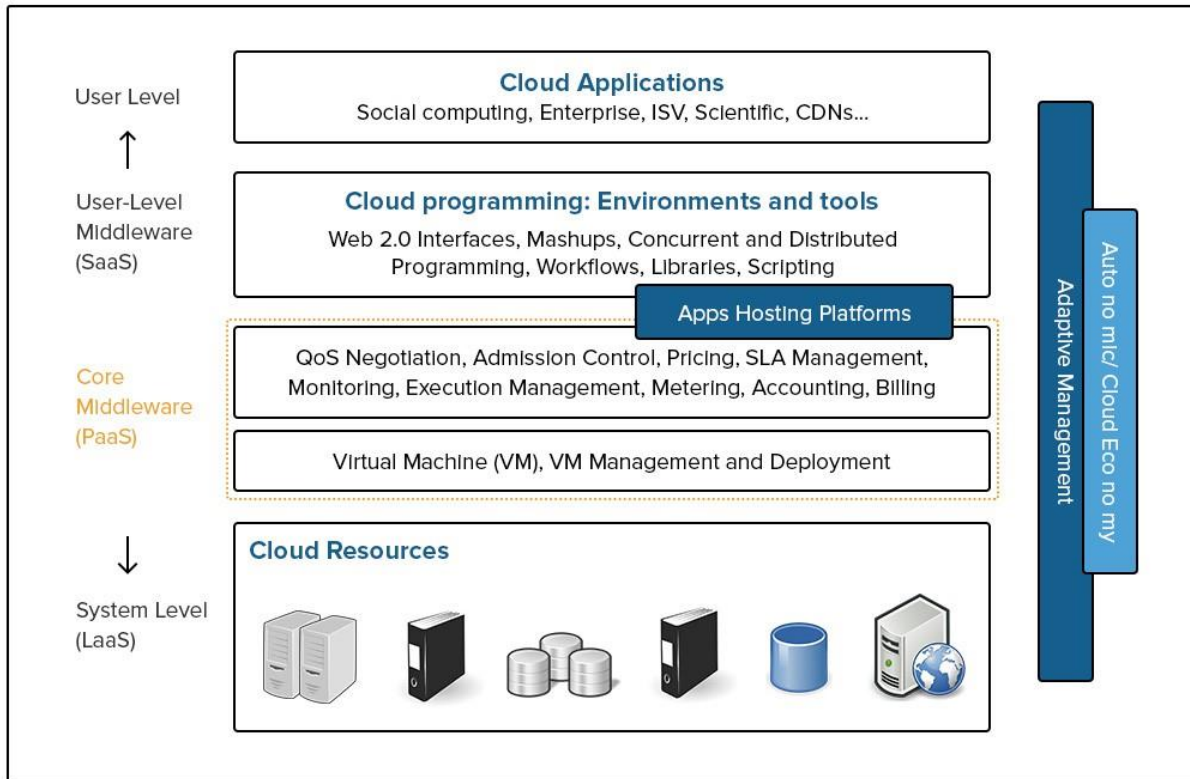 User Level
Cloud Applications
Social computing, Enterprise, ISV, Scientific, CDNs...
User-Level
Middleware
(SaaS)
Cloud programming: Environments and tools
Web 2.0 Interfaces, Mashups, Concurrent and Distributed
Programming, Workflows, Libraries, Scripting
Apps Hosting Platforms
Core
Middleware
(PaaS)
QoS Negotiation, Admission Control, Pricing, SLA Management,
Monitoring, Execution Management, Metering, Accounting, Billing
Virtual Machine (VM), VM Management and Deployment
System Level
(LaaS)
Cloud Resources
Adaptive Management
Auto no mic/ Cloud Eco no my